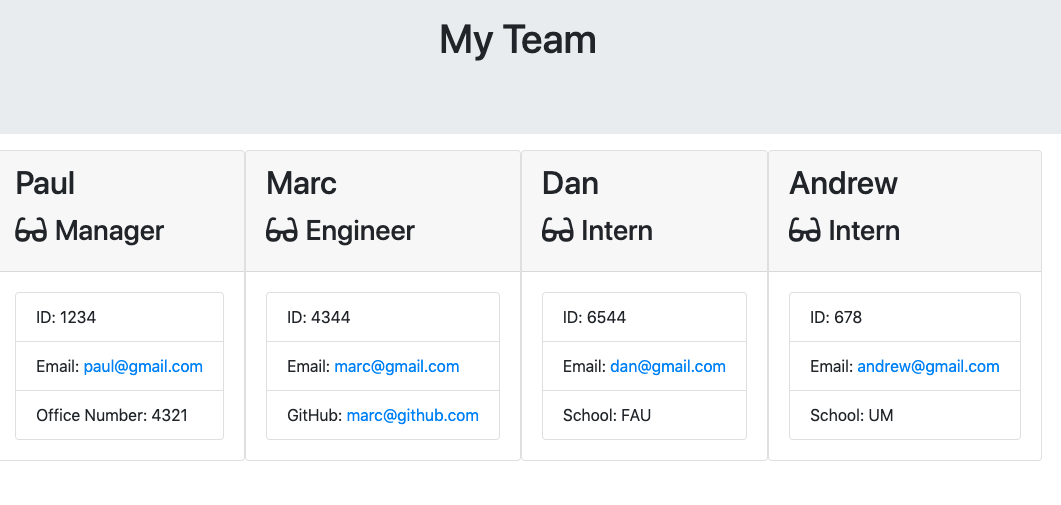 My Team
Paul
Manager
ID: 1234
Email: paul@gmail.com
Office Number: 4321
Marc
Engineer
ID: 4344
Email: marc@gmail.com
GitHub: marc@github.com
Dan
Intern
ID: 6544
Email: dan@gmail.com
School: FAU
Andrew
Intern
ID: 678
Email: andrew@gmail.com
School: UM